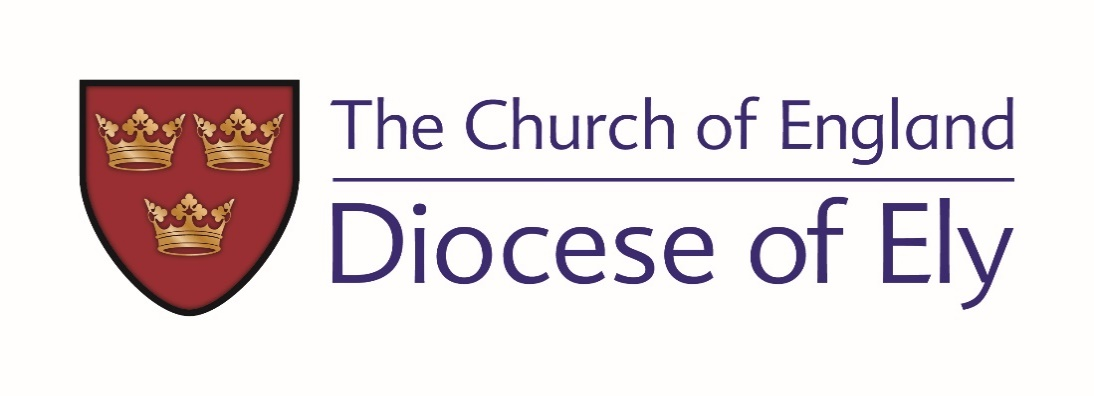 The Church of England
Diocese of Ely